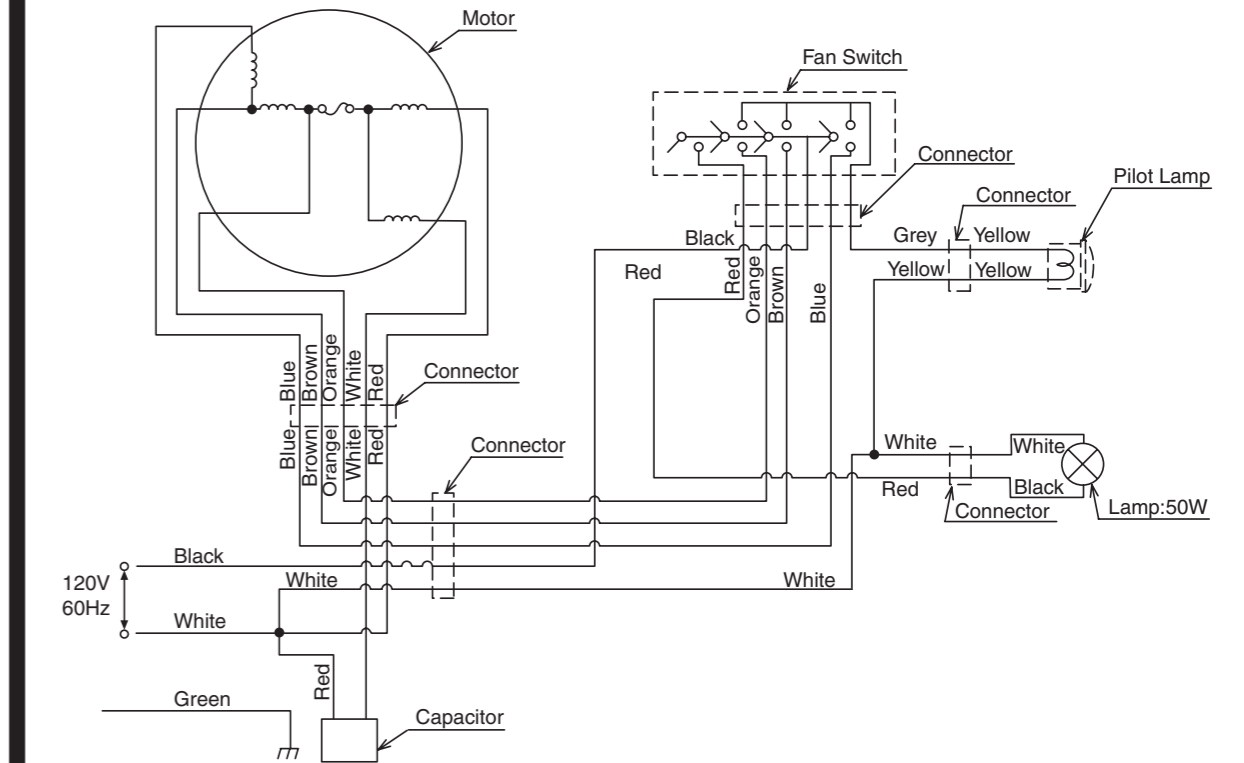 Motor
Fan Switch
Connector
Connector
Pilot Lamp
Black
Grey
Yellow
Red
Red
Orange
Brown
Blue
Yellow
Yellow
Blue
Brown
Orange
White
Red
Connector
Blue
Brown
Orange
White
Red
Connector
White
White
Red
Black
Connector
Lamp:50W
Black
120V
60Hz
White
White
White
Red
Green
Capacitor